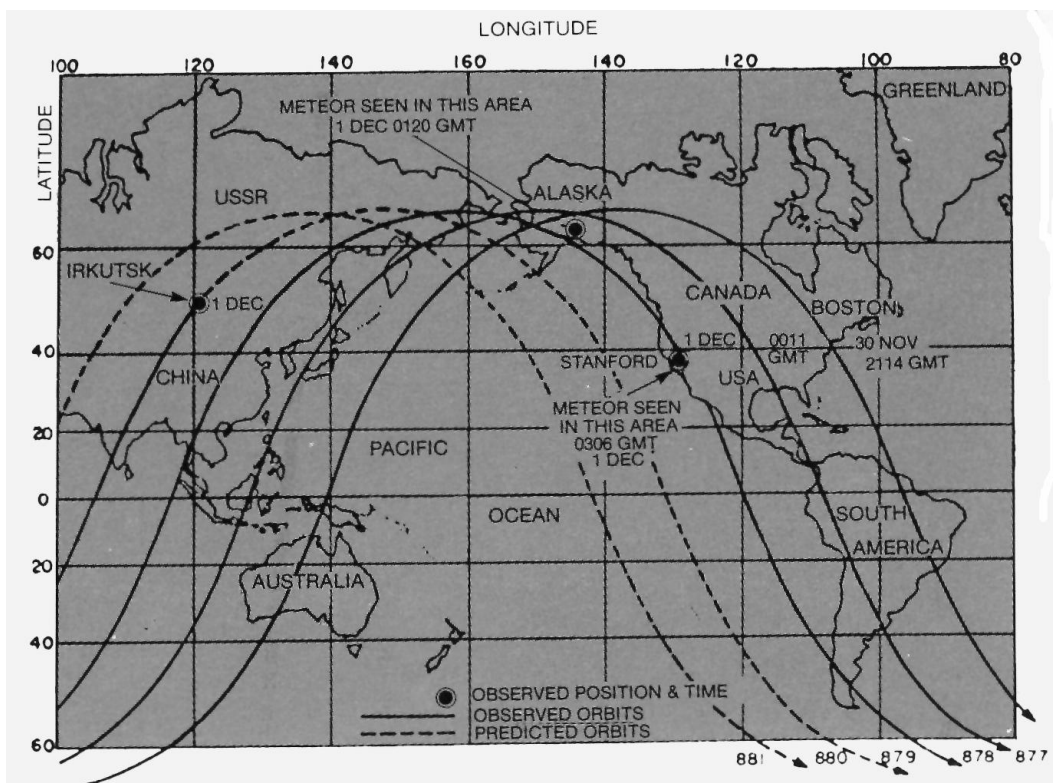 LONGITUDE
100 120 140 160 140 120 100 80
LATITUDE
METEOR SEEN IN THIS AREA
1 DEC 0120 GMT
GREENLAND
USSR
ALASKA
60
IRKUTSK
1 DEC
CANADA
BOSTON
1 DEC 0011
GMT
30 NOV
2114 GMT
40
CHINA
STANFORD
USA
METEOR SEEN
IN THIS AREA
0306 GMT
1 DEC
20
PACIFIC
0
OCEAN
SOUTH
AMERICA
20
AUSTRALIA
40
OBSERVED POSITION & TIME
OBSERVED ORBITS
PREDICTED ORBITS
60
881 880 879 878 877